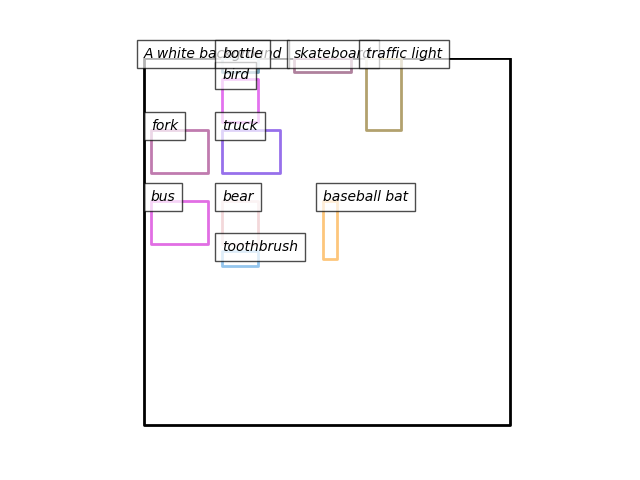 A white background
bottle
skateboard
traffic light
bird
fork
truck
bus
bear
baseball bat
toothbrush